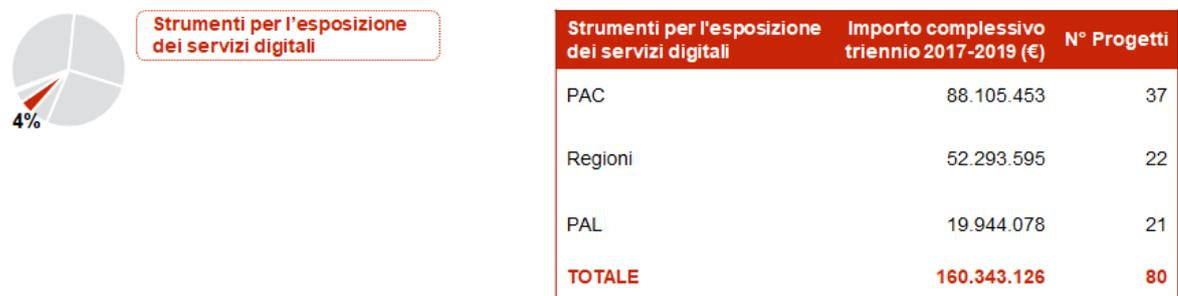 Strumenti per l’esposizione
dei servizi digitali
4%
Strumenti per l'esposizione Importo complessivo N° Progetti
dei servizi digitali triennio 2017-2019 (€)
PAC 88.105.453 37
Regioni 52.293.595 22
PAL 19.944.078 21
TOTALE 160.343.126 80